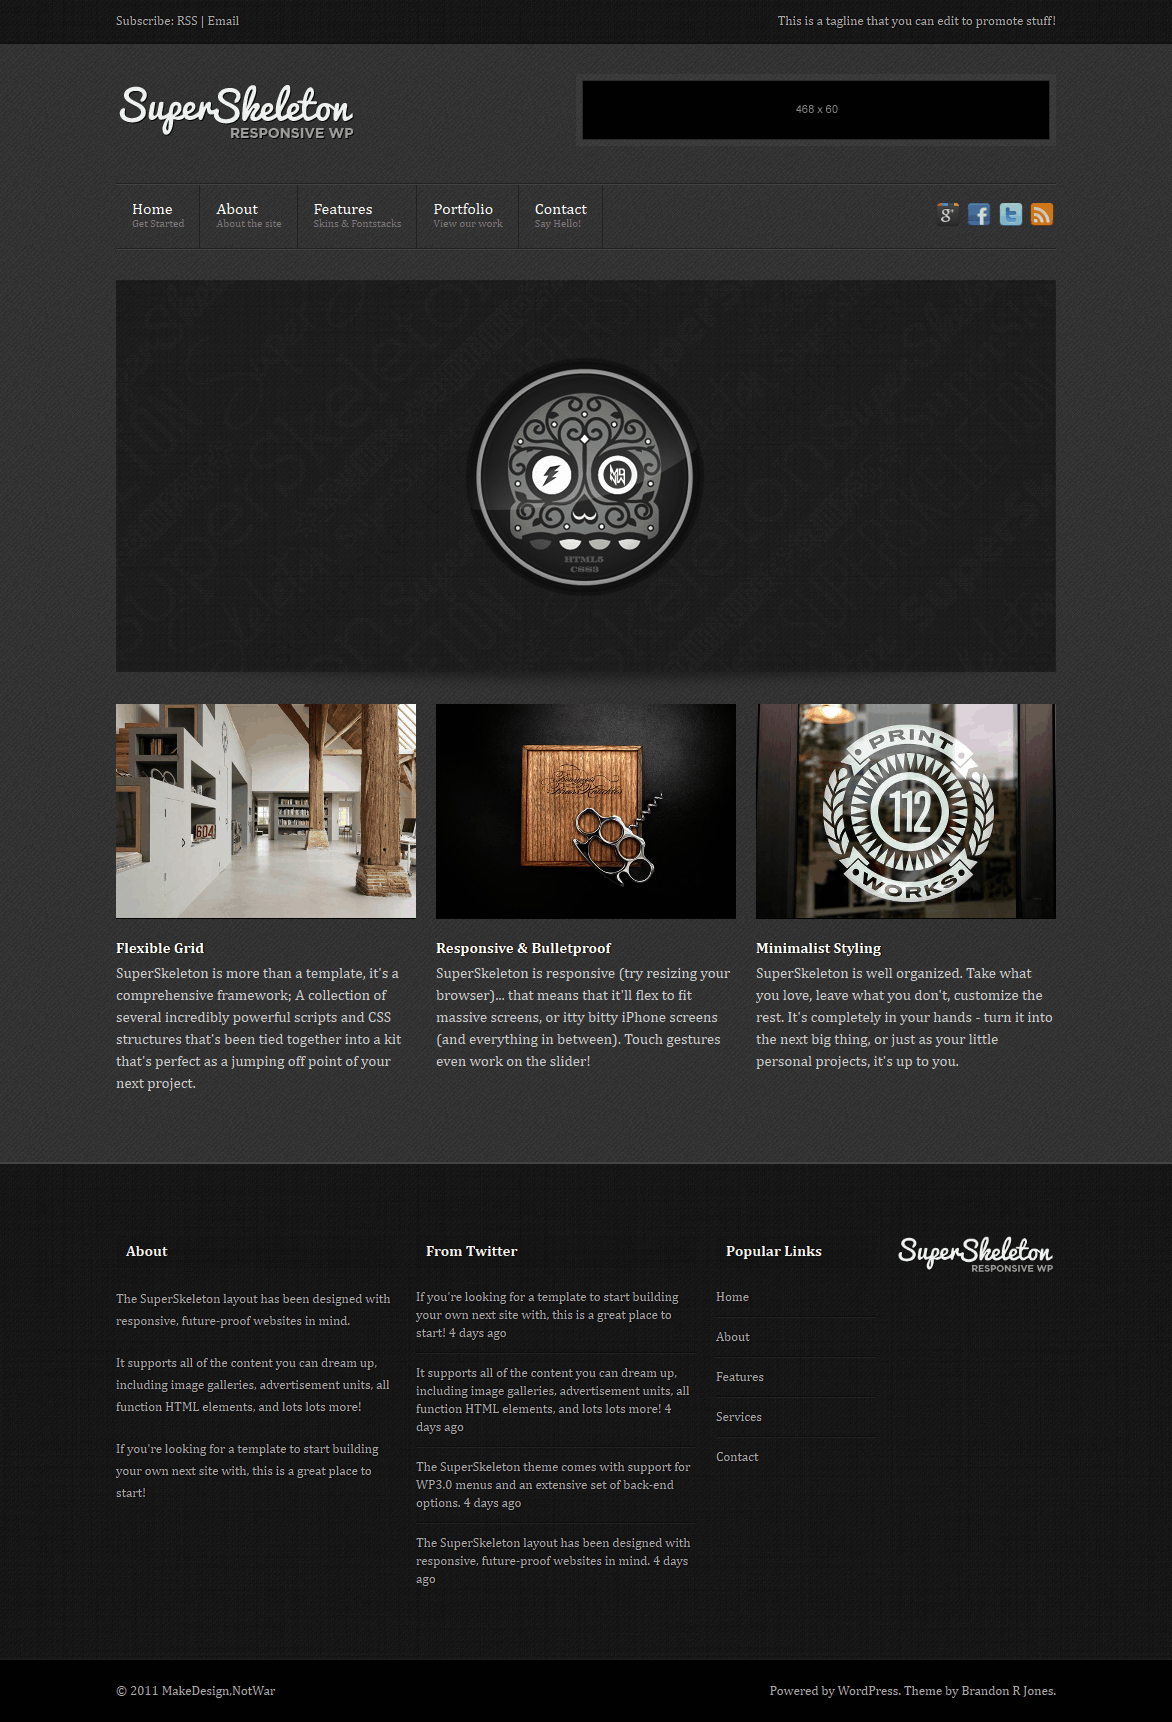 Subscribe: RSS | Email
This is a tagline that you can edit to promote stuff!
SuperSkeleton
RESPONSIVE WP
468 x 60
Home
Get Started
About
About the site
Features
Skins & Fontstacks
Portfolio
View our work
Contact
Say Hello!
HTML5
CSS3
604
PRINT
112
WORKS
Flexible Grid
SuperSkeleton is more than a template, it's a
comprehensive framework; A collection of
several incredibly powerful scripts and CSS
structures that's been tied together into a kit
that's perfect as a jumping off point of your
next project.
Responsive & Bulletproof
SuperSkeleton is responsive (try resizing your
browser)... that means that it'll flex to fit
massive screens, or itty bitty iPhone screens
(and everything in between). Touch gestures
even work on the slider!
Minimalist Styling
SuperSkeleton is well organized. Take what
you love, leave what you don't, customize the
rest. It's completely in your hands - turn it into
the next big thing, or just as your little
personal projects, it's up to you.
About
The SuperSkeleton layout has been designed with
responsive, future-proof websites in mind.
It supports all of the content you can dream up,
including image galleries, advertisement units, all
function HTML elements, and lots lots more!
If you're looking for a template to start building
your own next site with, this is a great place to
start!
From Twitter
If you're looking for a template to start building
your own next site with, this is a great place to
start! 4 days ago
It supports all of the content you can dream up,
including image galleries, advertisement units, all
function HTML elements, and lots lots more! 4
days ago
The SuperSkeleton theme comes with support for
WP3.0 menus and an extensive set of back-end
options. 4 days ago
The SuperSkeleton layout has been designed with
responsive, future-proof websites in mind. 4 days
ago
Popular Links
Home
About
Features
Services
Contact
SuperSkeleton
RESPONSIVE WP
© 2011 MakeDesign,NotWar
Powered by WordPress. Theme by Brandon R Jones.